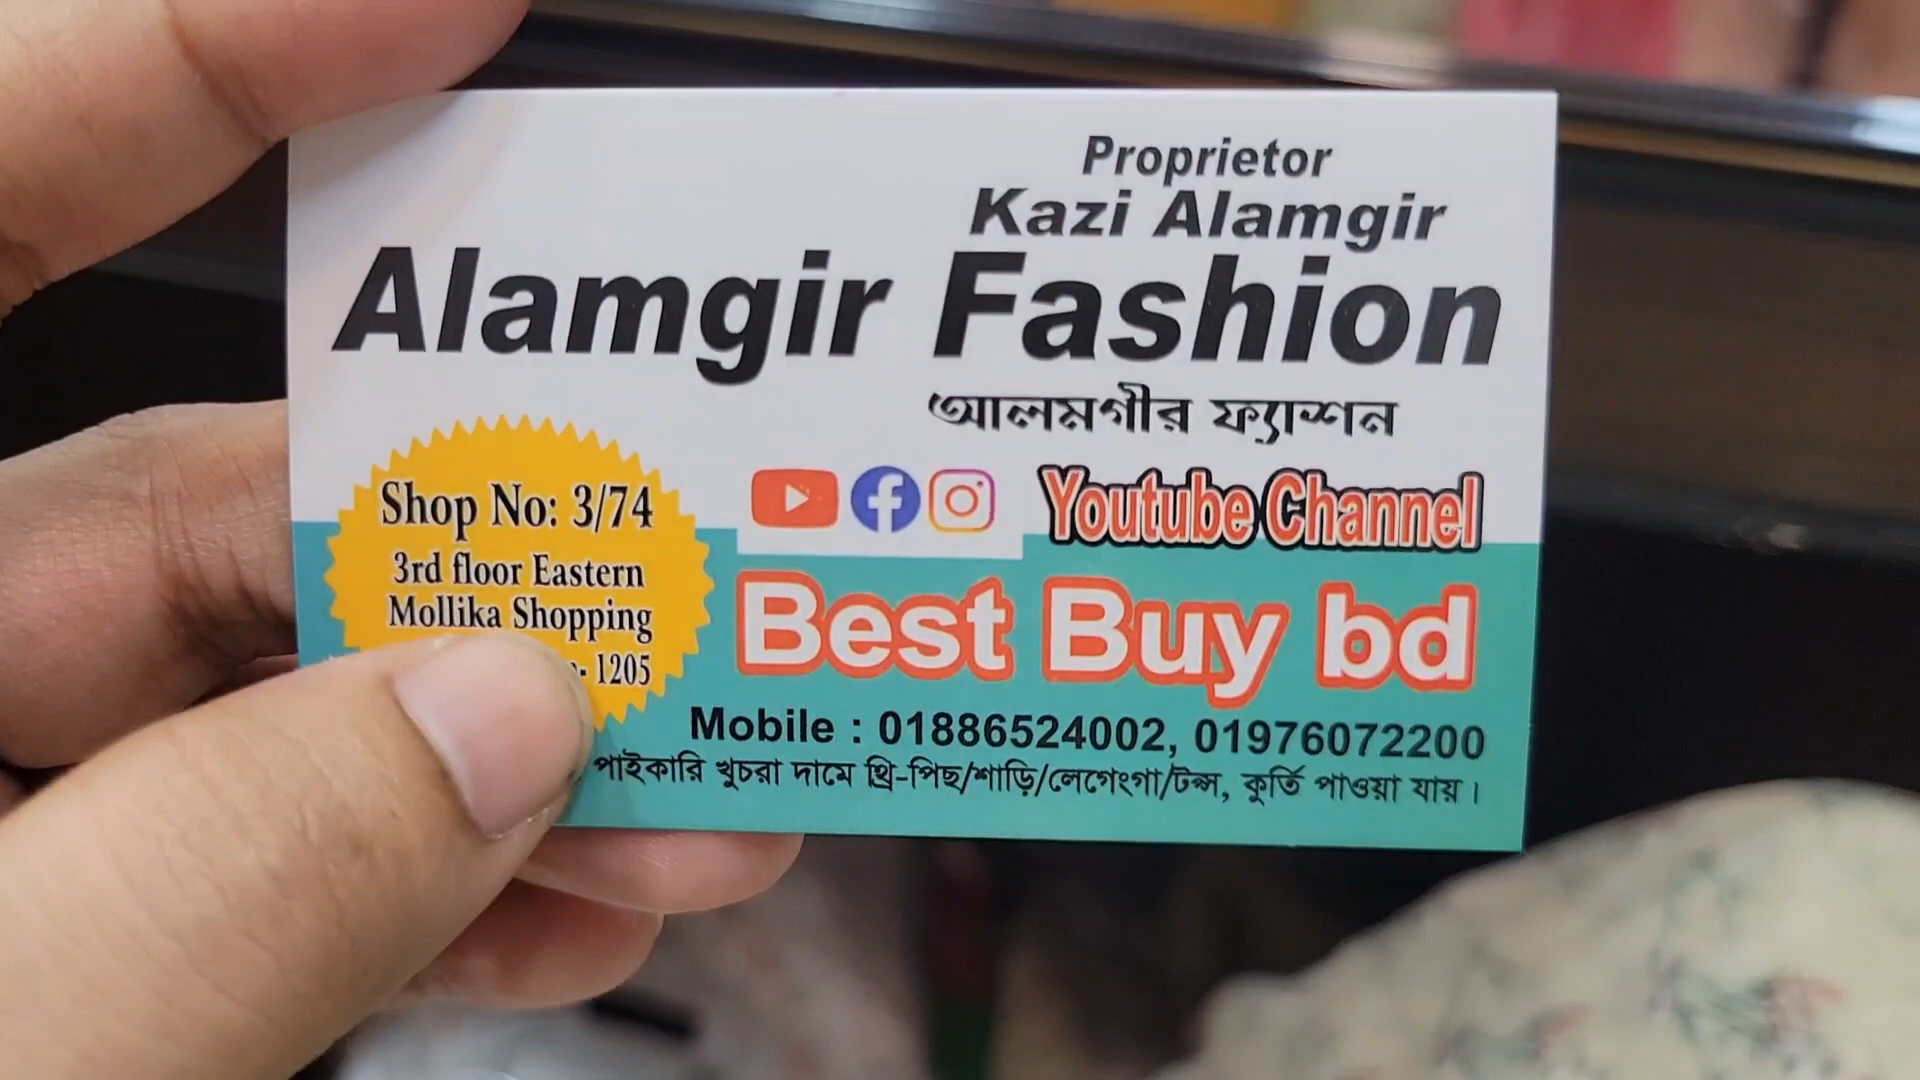 Proprietor
Kazi Alamgir
Alamgir Fashion
আলমগীর ফ্যাশন
Shop No: 3/74
3rd floor Eastern
Mollika Shopping
- 1205
Youtube Channel
Best Buy bd
Mobile : 01886524002, 01976072200
পাইকারি খুচরা দামে থ্রি-পিছ/শাড়ি/লেগেংগা/টপ্স, কুর্তি পাওয়া যায়।